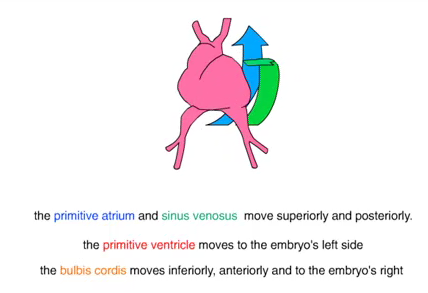 the primitive atrium and sinus venosus move superiorly and posteriorly.
the primitive ventricle moves to the embryo's left side
the bulbis cordis moves inferiorly, anteriorly and to the embryo's right